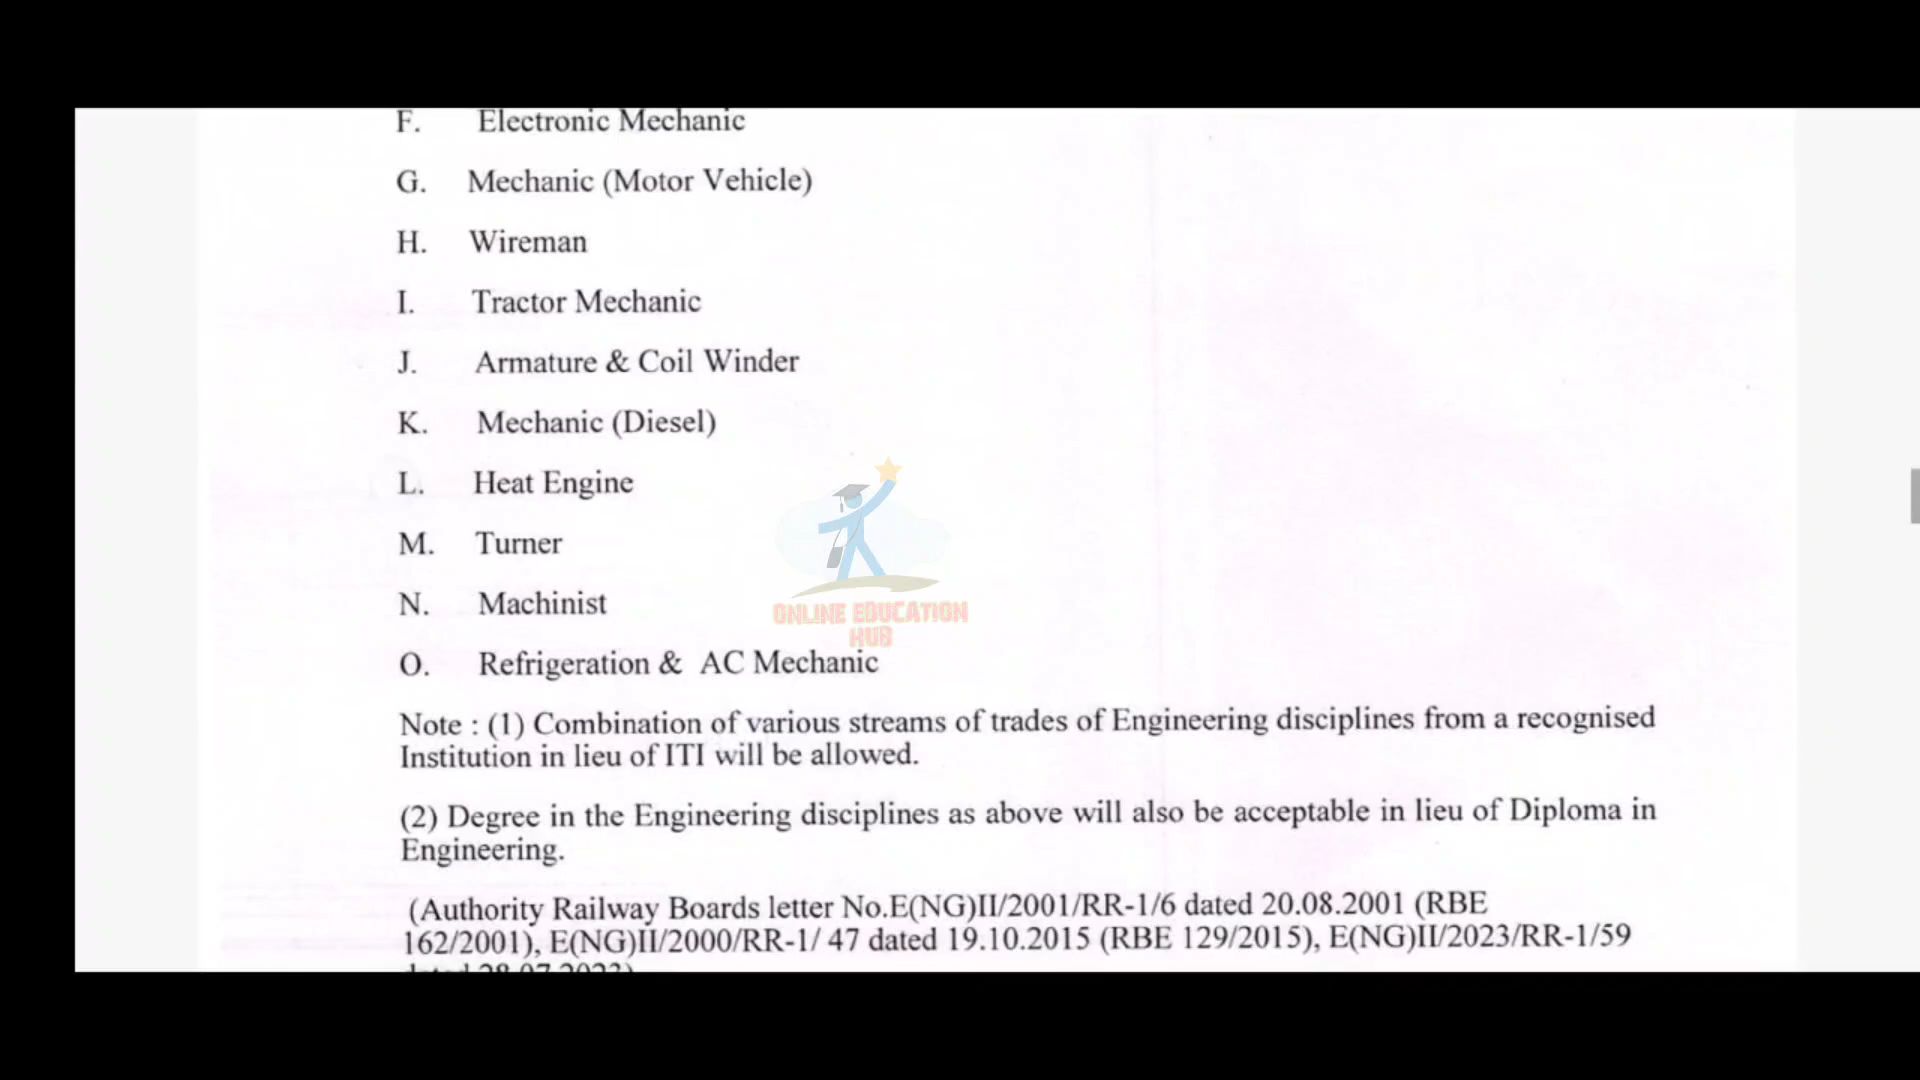 F. Electronic Mechanic
G. Mechanic (Motor Vehicle)
H. Wireman
I. Tractor Mechanic
J. Armature & Coil Winder
K. Mechanic (Diesel)
L. Heat Engine
M. Turner
N. Machinist
ONLINE EDUCATION
HUB
O. Refrigeration & AC Mechanic
Note : (1) Combination of various streams of trades of Engineering disciplines from a recognised
Institution in lieu of ITI will be allowed.
(2) Degree in the Engineering disciplines as above will also be acceptable in lieu of Diploma in
Engineering.
(Authority Railway Boards letter No.E(NG)II/2001/RR-1/6 dated 20.08.2001 (RBE
162/2001), E(NG)II/2000/RR-1/ 47 dated 19.10.2015 (RBE 129/2015), E(NG)II/2023/RR-1/59
dated 28.07.2023)